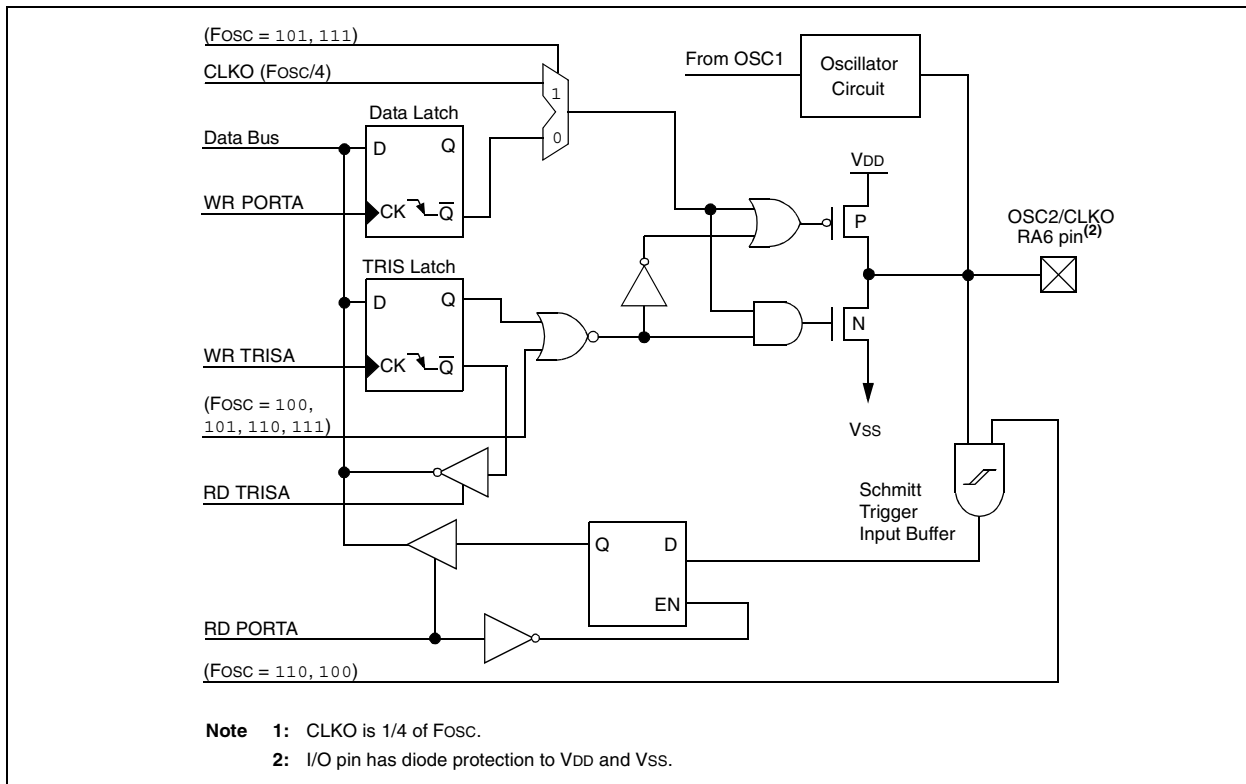 (FOSC = 101, 111)
CLKO (FOSC/4)
From OSC1
Oscillator
Circuit
1
0
Data Latch
Data Bus
D
Q
VDD
WR PORTA
CK
Q̅
P
OSC2/CLKO
RA6 pin(2)
TRIS Latch
D
Q
N
WR TRISA
CK
Q̅
(FOSC = 100,
101, 110, 111)
VSS
RD TRISA
Schmitt
Trigger
Input Buffer
Q
D
EN
RD PORTA
(FOSC = 110, 100)
Note 1: CLKO is 1/4 of FOSC.
2: I/O pin has diode protection to VDD and VSS.